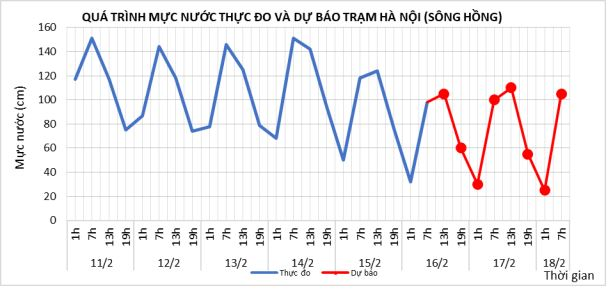 QUÁ TRÌNH MỰC NƯỚC THỰC ĐO VÀ DỰ BÁO TRẠM HÀ NỘI (SÔNG HỒNG)
Mực nước (cm)
160
140
120
100
80
60
40
20
0
1h 7h 13h 19h 1h 7h 13h 19h 1h 7h 13h 19h 1h 7h 13h 19h 1h 7h 13h 19h 1h 7h 13h 19h 1h 7h 13h 19h 1h 7h
11/2 12/2 13/2 14/2 15/2 16/2 17/2 18/2
Thực đo Dự báo
Thời gian